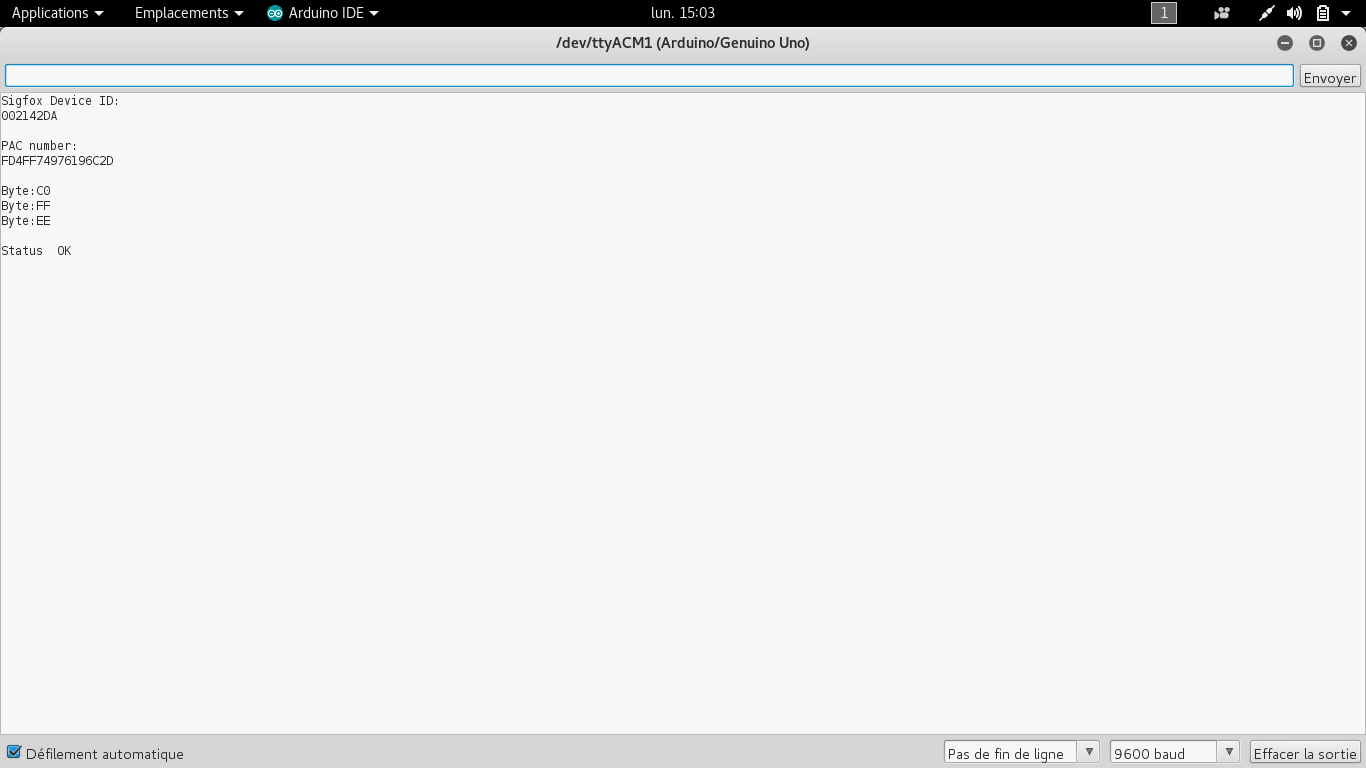 Applications Emplacements Arduino IDE lun. 15:03 1
/dev/ttyACM1 (Arduino/Genuino Uno)
Envoyer
Sigfox Device ID:
002142DA
PAC number:
FD4FF74976196C2D
Byte:C0
Byte:FF
Byte:EE
Status  OK
Défilement automatique Pas de fin de ligne 9600 baud Effacer la sortie